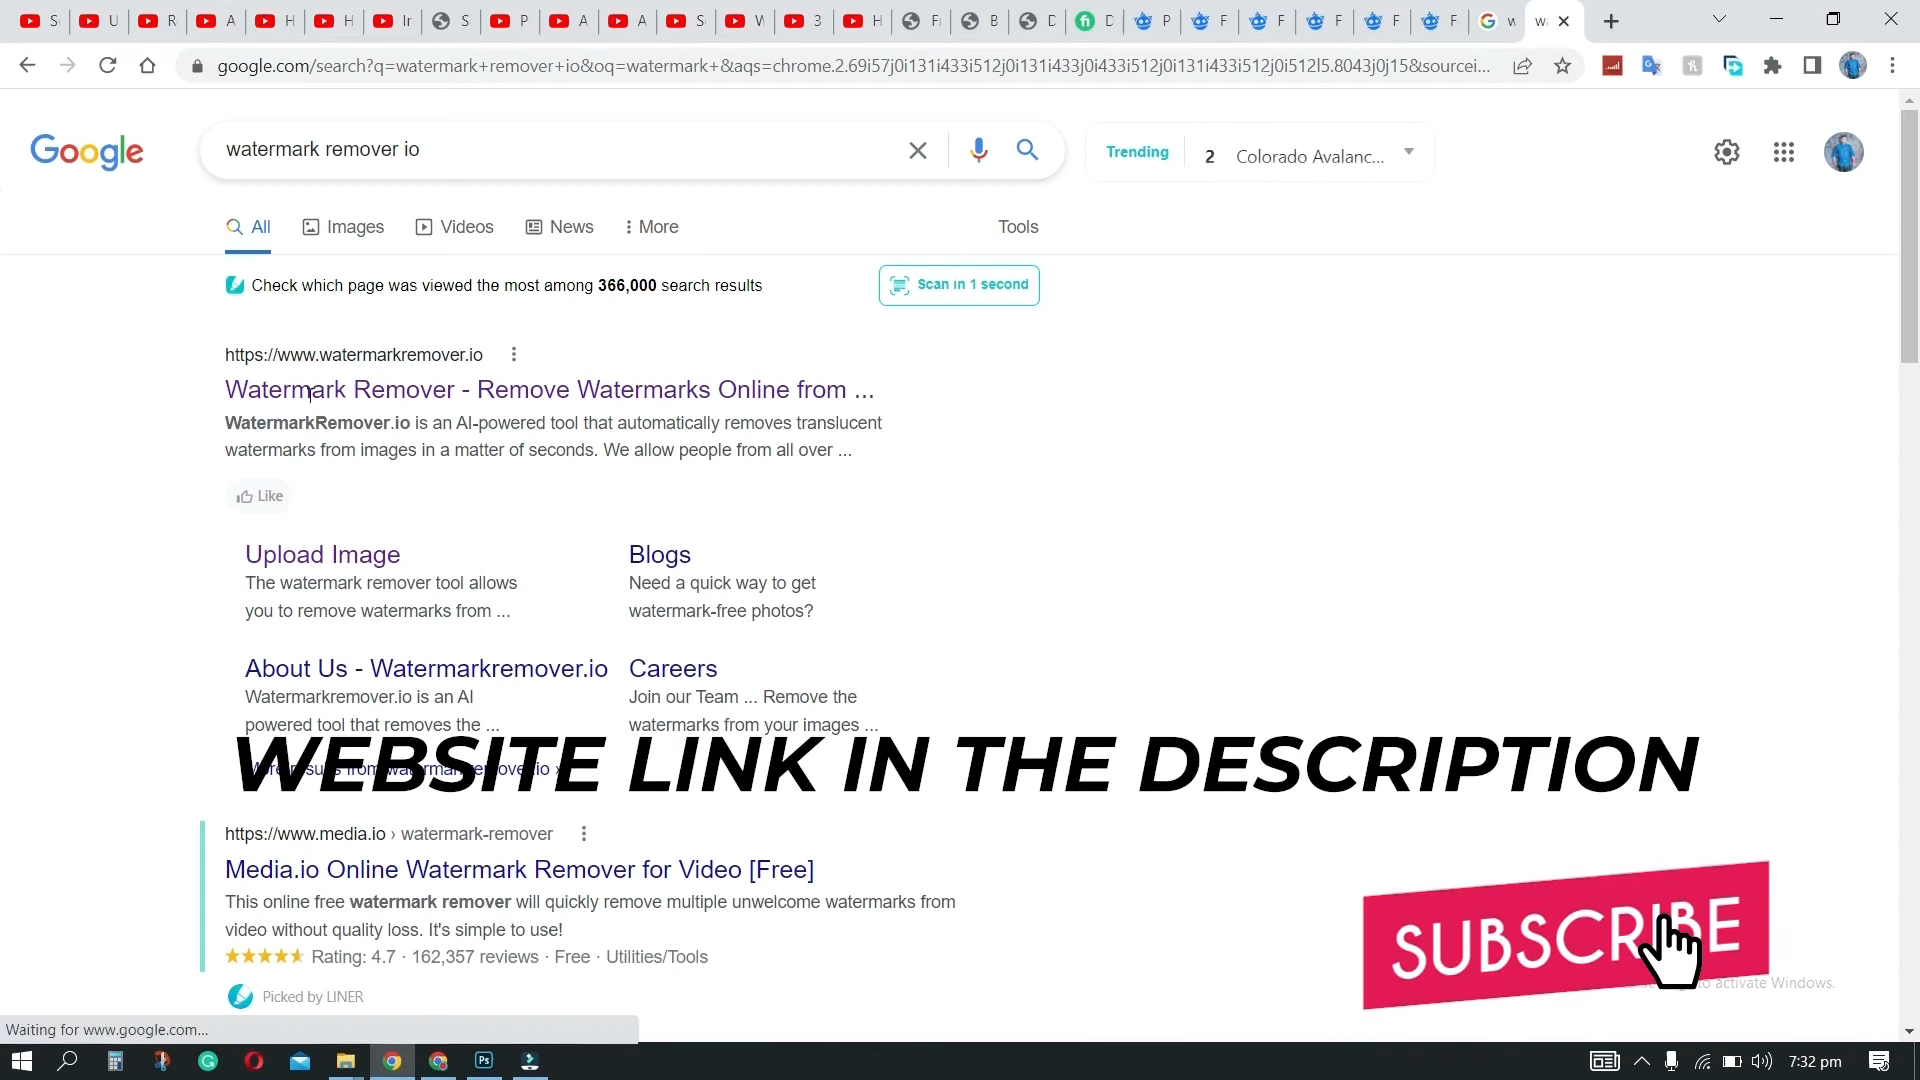 S
U
R
A
H
H
Ir
S
P
A
A
S
W
3
H
F
B
D
D
P
F
F
F
F
F
w
wa
google.com/search?q=watermark+remover+io&oq=watermark+&aqs=chrome.2.69i57j0i131i433i512j0i131i433j0i433i512j0i131i433i512j0i512l5.8043j0j15&sourcei...
Google
watermark remover io
Trending 2 Colorado Avalanc...
All Images Videos News More Tools
Check which page was viewed the most among 366,000 search results
Scan in 1 second
https://www.watermarkremover.io
Watermark Remover - Remove Watermarks Online from ...
WatermarkRemover.io is an AI-powered tool that automatically removes translucent
watermarks from images in a matter of seconds. We allow people from all over ...
Like
Upload Image
The watermark remover tool allows
you to remove watermarks from ...
Blogs
Need a quick way to get
watermark-free photos?
About Us - Watermarkremover.io
Watermarkremover.io is an AI
powered tool that removes the ...
Careers
Join our Team ... Remove the
watermarks from your images ...
WEBSITE LINK IN THE DESCRIPTION
https://www.media.io › watermark-remover
Media.io Online Watermark Remover for Video [Free]
This online free watermark remover will quickly remove multiple unwelcome watermarks from
video without quality loss. It's simple to use!
Rating: 4.7 · 162,357 reviews · Free · Utilities/Tools
Picked by LINER
SUBSCRIBE
to activate Windows.
Waiting for www.google.com...
Ps
7:32 pm